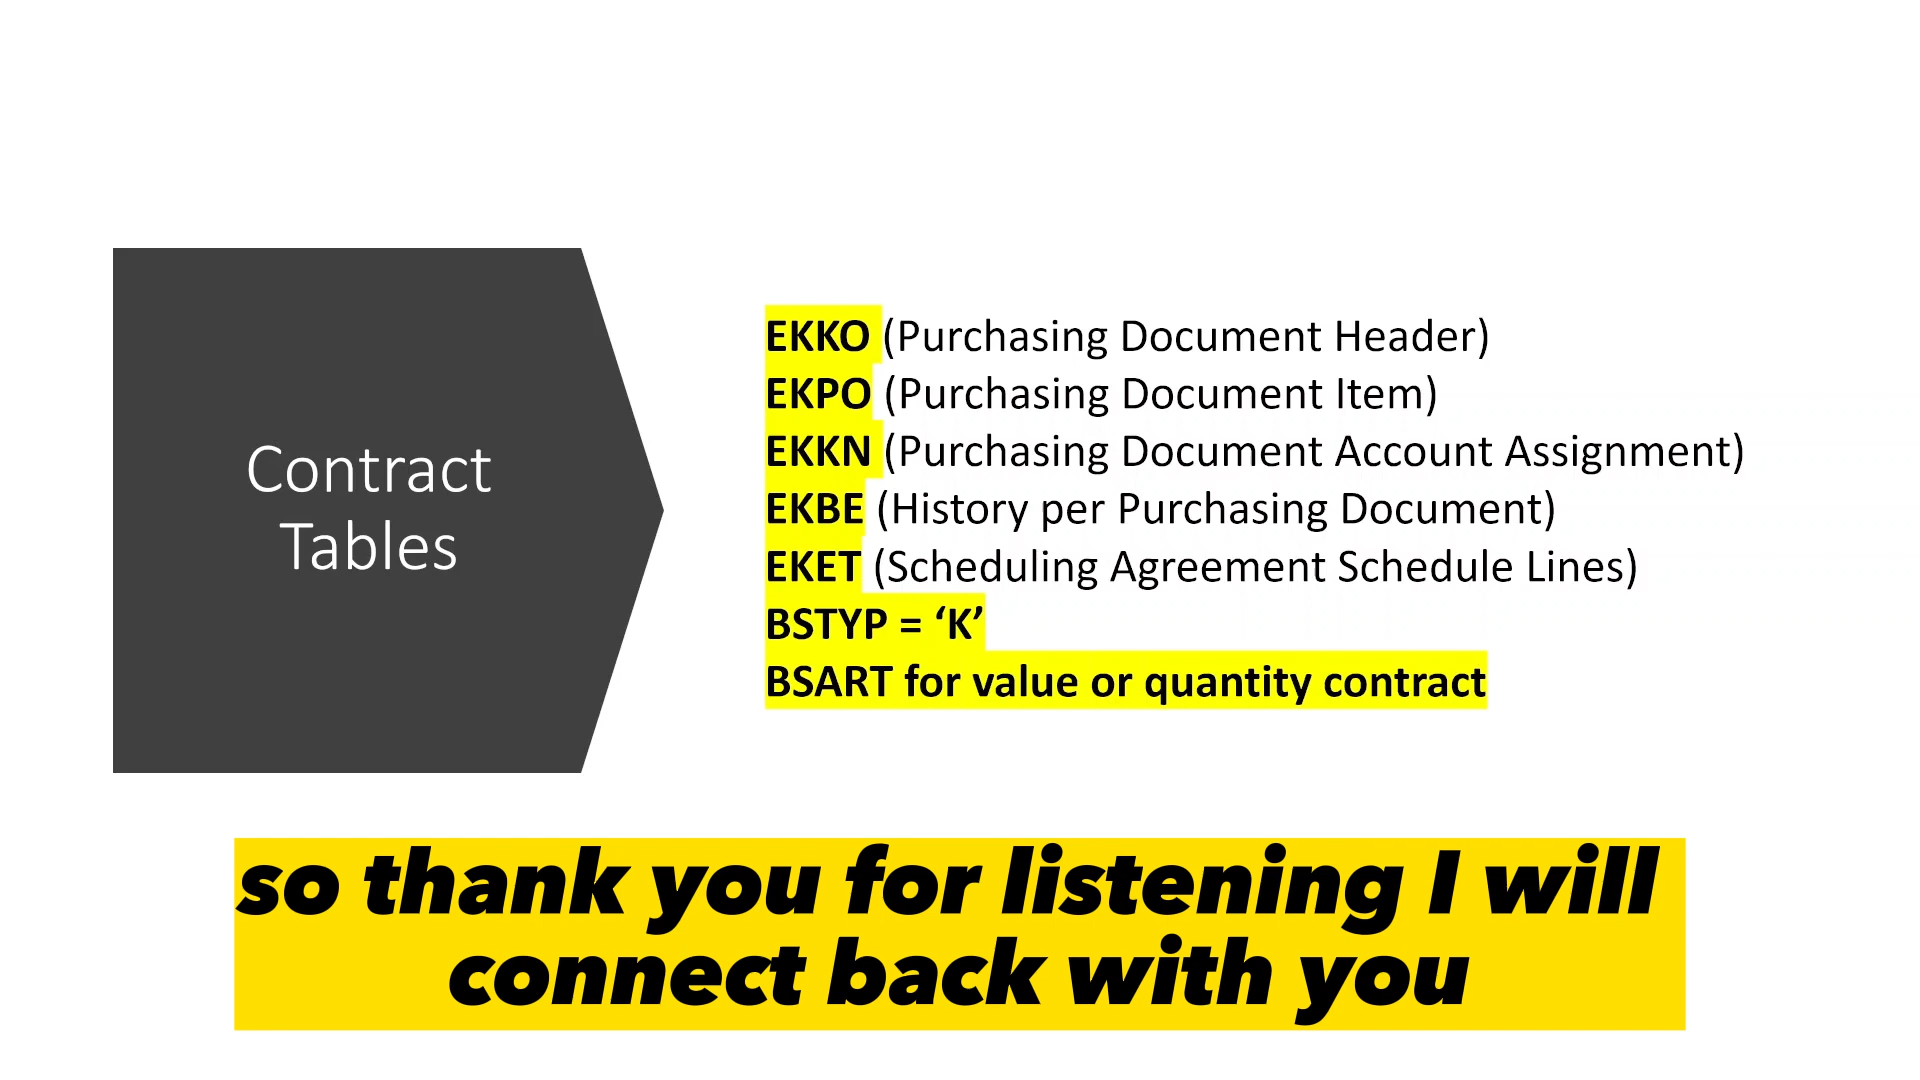 Contract
Tables
EKKO (Purchasing Document Header)
EKPO (Purchasing Document Item)
EKKN (Purchasing Document Account Assignment)
EKBE (History per Purchasing Document)
EKET (Scheduling Agreement Schedule Lines)
BSTYP = ‘K’
BSART for value or quantity contract
so thank you for listening I will
connect back with you